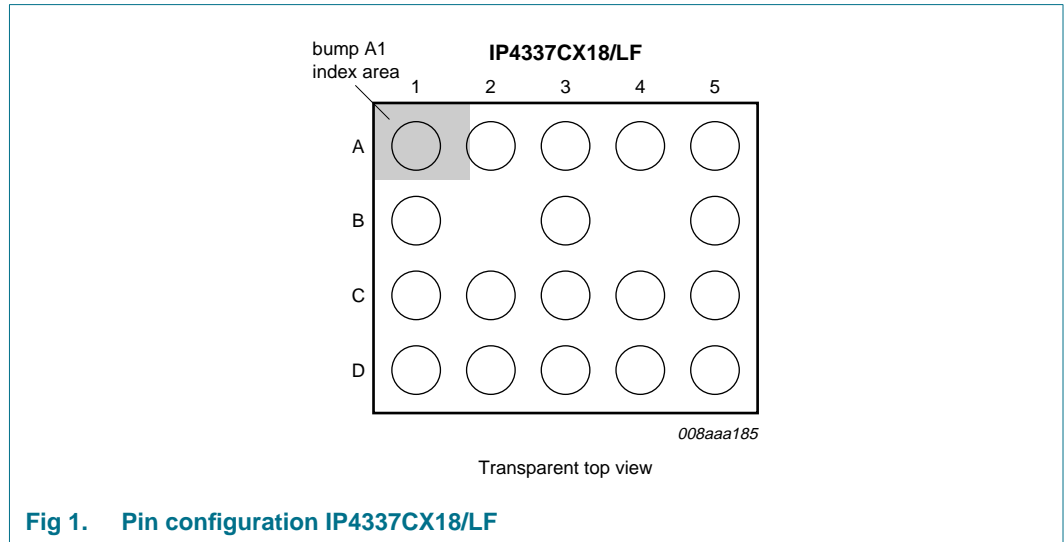 bump A1
index area
IP4337CX18/LF
1 2 3 4 5
A
B
C
D
008aaa185
Transparent top view
Fig 1. Pin configuration IP4337CX18/LF